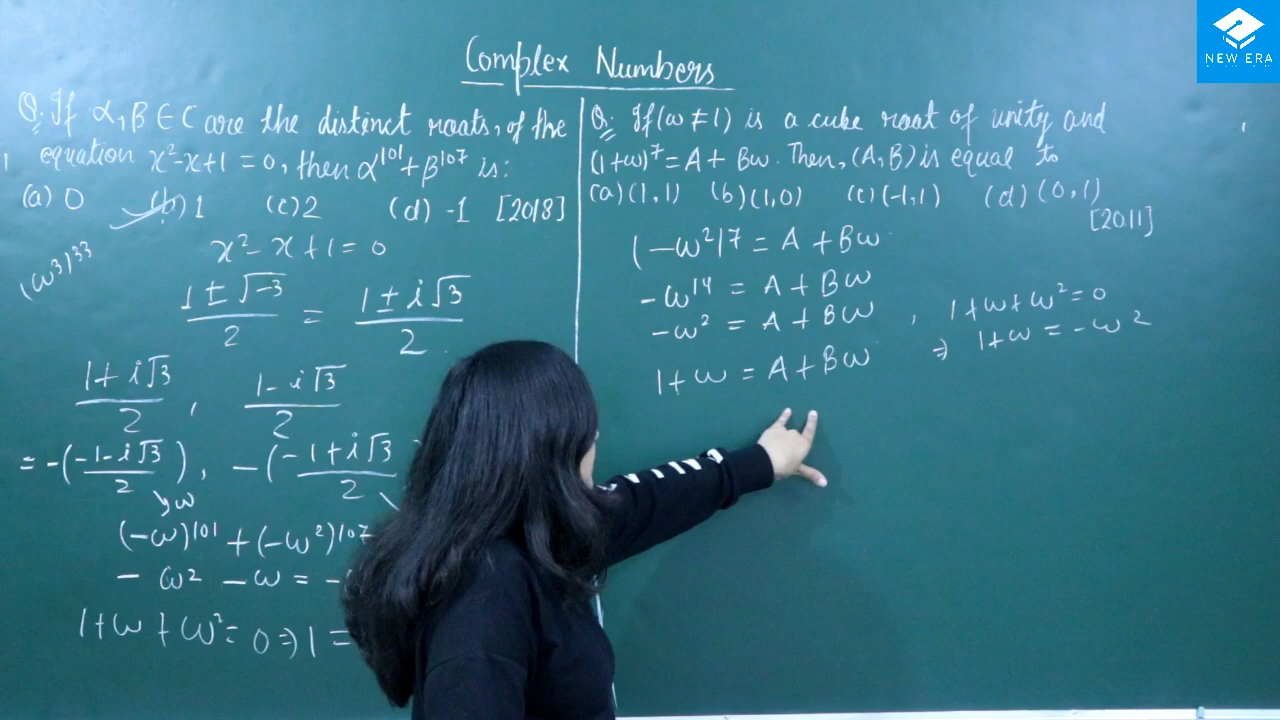 NEW ERA
Complex Numbers
Q. If α, β ∈ C are the distinct roots, of the
equation x²-x+1 = 0, then α¹⁰¹ + β¹⁰⁷ is:
(a) 0 (b) 1 (c) 2 (d) -1 [2018]
(ω³)³³
x² - x + 1 = 0
(1 ± √-3)/2 = (1 ± i√3)/2
(1 + i√3)/2 , (1 - i√3)/2
= -((-1 - i√3)/2), -((-1 + i√3)/2
ω
(-ω)¹⁰¹ + (-ω²)¹⁰⁷
- ω² - ω = -
1+ω + ω² = 0 ⇒ 1 =
Q. If (ω ≠ 1) is a cube root of unity and
(1+ω)⁷ = A + Bω. Then, (A, B) is equal to
(a) (1, 1) (b) (1, 0) (c) (-1, 1) (d) (0, 1)
[2011]
(-ω²)7 = A + Bω
-ω¹⁴ = A + Bω
-ω² = A + Bω , 1 + ω + ω² = 0
1 + ω = A + Bω ⇒ 1+ω = -ω²